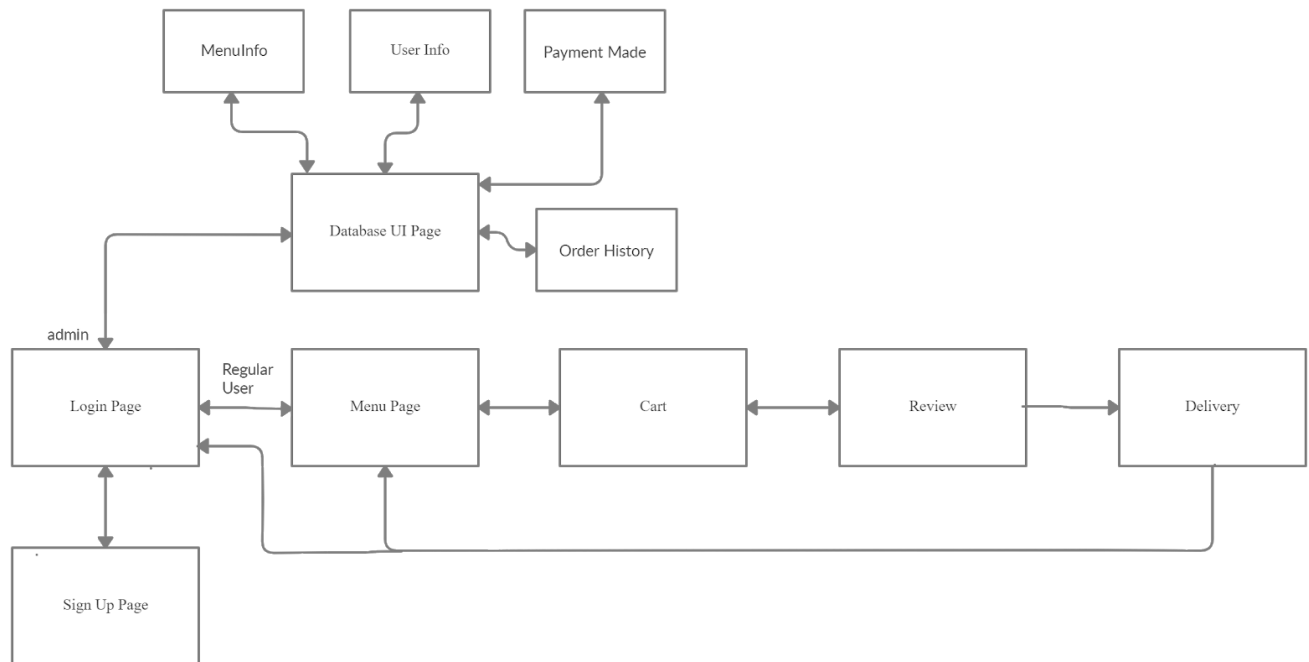 MenuInfo
User Info
Payment Made
Database UI Page
Order History
admin
Regular
User
Login Page
Menu Page
Cart
Review
Delivery
Sign Up Page